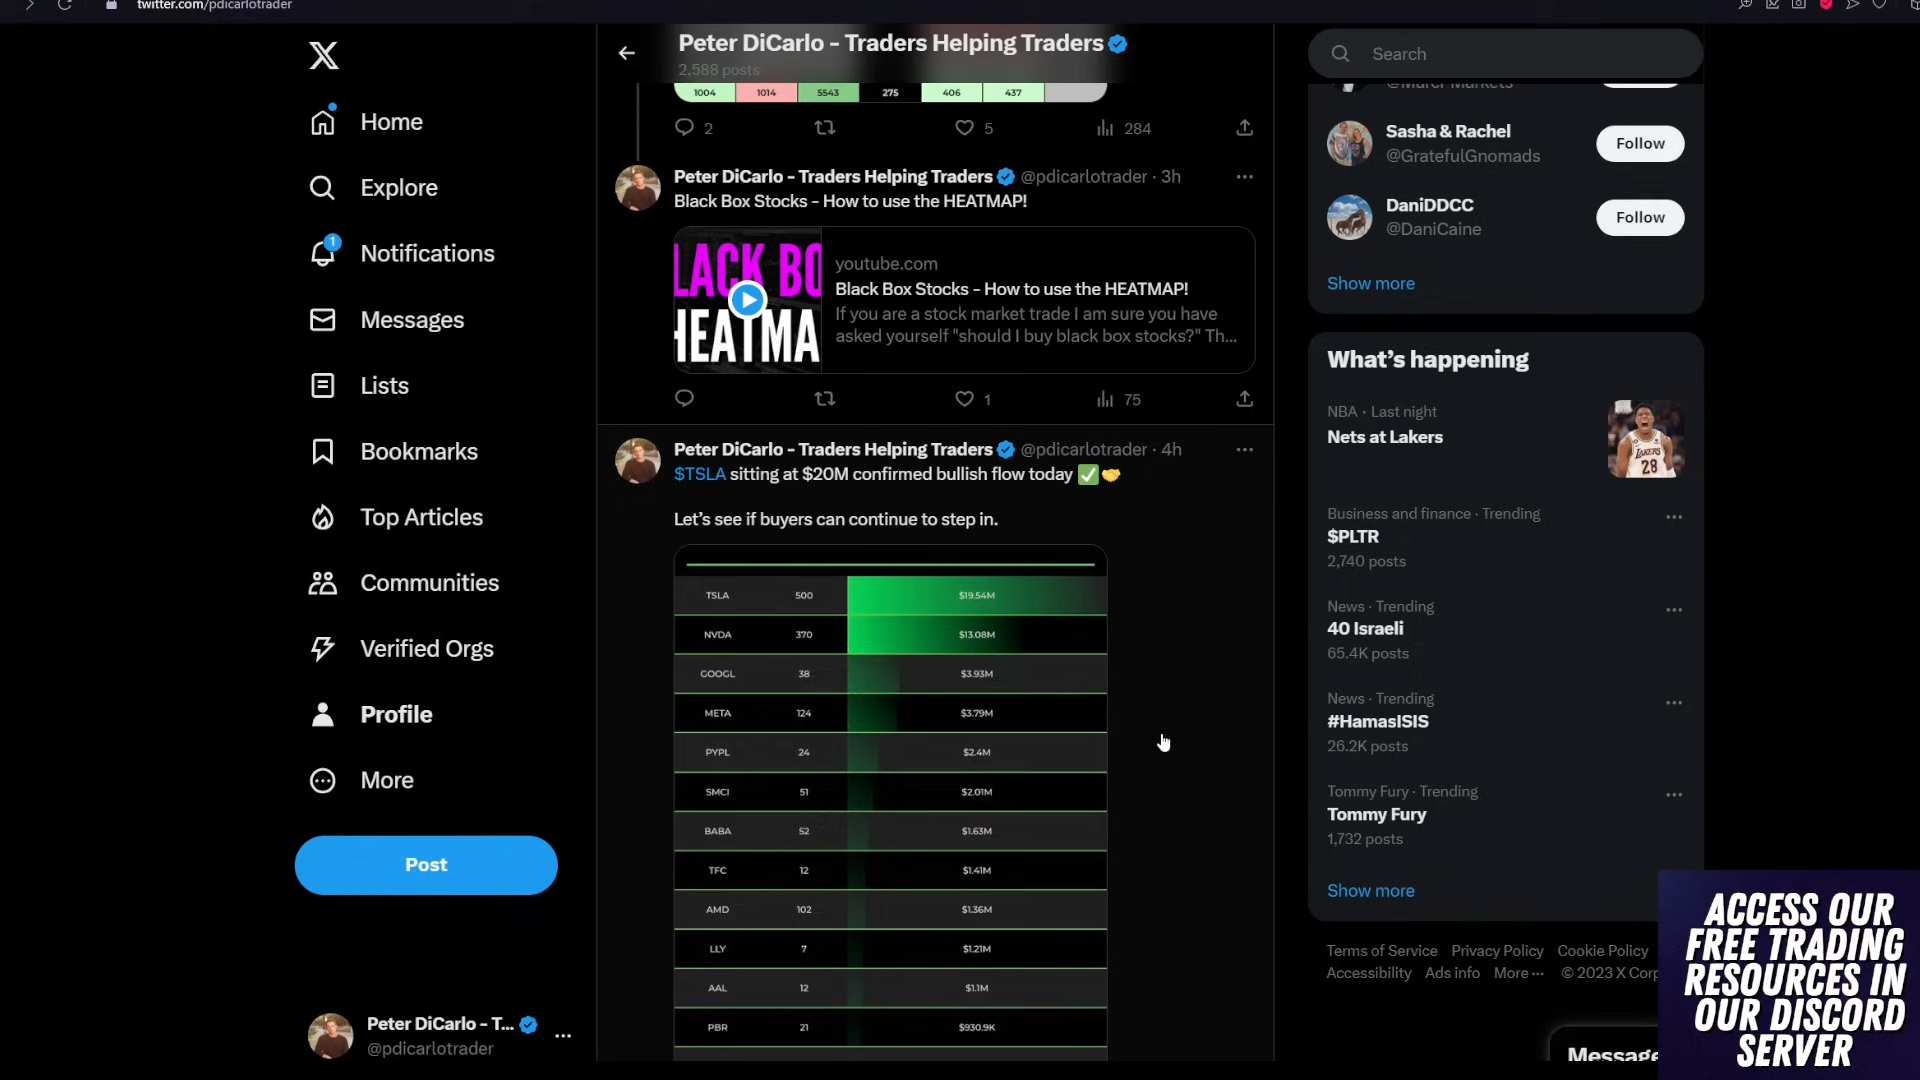 twitter.com/pdicarlotrader
Home
Explore
1
Notifications
Messages
Lists
Bookmarks
Top Articles
Communities
Verified Orgs
Profile
More
Post
Peter DiCarlo - T...
@pdicarlotrader
Peter DiCarlo - Traders Helping Traders
2,588 posts
1004 1014 5543 275 406 437
2 5 284
Peter DiCarlo - Traders Helping Traders @pdicarlotrader · 3h
Black Box Stocks - How to use the HEATMAP!
LACK BO
HEATMA
youtube.com
Black Box Stocks - How to use the HEATMAP!
If you are a stock market trade I am sure you have
asked yourself "should I buy black box stocks?" Th...
1 75
Peter DiCarlo - Traders Helping Traders @pdicarlotrader · 4h
$TSLA sitting at $20M confirmed bullish flow today
Let's see if buyers can continue to step in.
TSLA 500 $19.54M
NVDA 370 $13.08M
GOOGL 38 $3.93M
META 124 $3.79M
PYPL 24 $2.4M
SMCI 51 $2.01M
BABA 52 $1.63M
TFC 12 $1.41M
AMD 102 $1.36M
LLY 7 $1.21M
AAL 12 $1.1M
PBR 21 $930.9K
Search
Sasha & Rachel
@GratefulGnomads
Follow
DaniDDCC
@DaniCaine
Follow
Show more
What's happening
NBA · Last night
Nets at Lakers
LAKERS
28
Business and finance · Trending
$PLTR
2,740 posts
News · Trending
40 Israeli
65.4K posts
News · Trending
#HamasISIS
26.2K posts
Tommy Fury · Trending
Tommy Fury
1,732 posts
Show more
Terms of Service Privacy Policy Cookie Policy
Accessibility Ads info More ··· © 2023 X Corp
Message
ACCESS OUR
FREE TRADING
RESOURCES IN
OUR DISCORD
SERVER